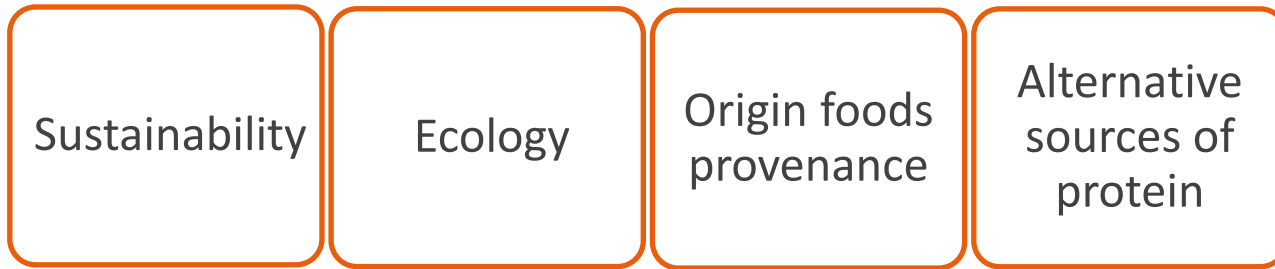 Sustainability
Ecology
Origin foods
provenance
Alternative
sources of
protein